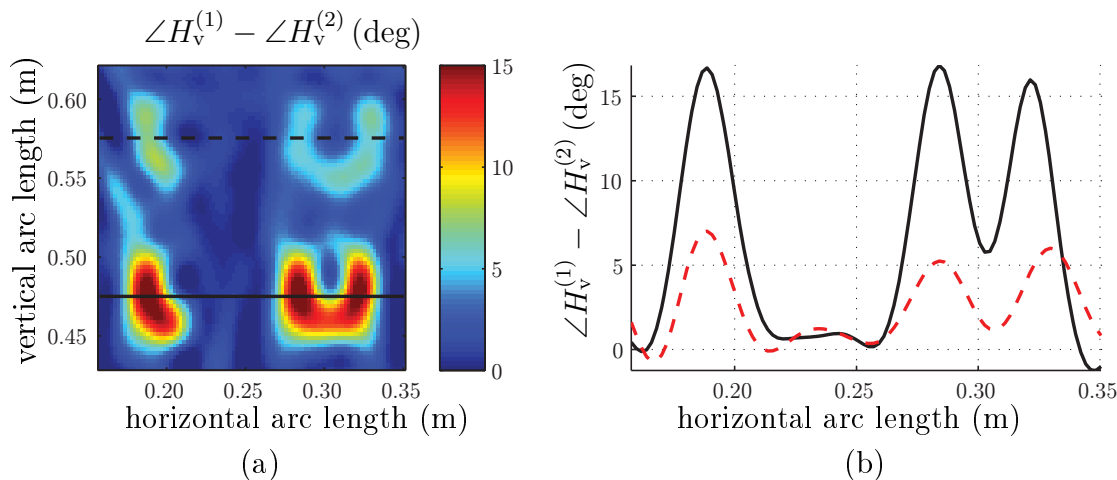 ∠H_v^(1) − ∠H_v^(2) (deg)
vertical arc length (m)
0.60
0.55
0.50
0.45
0.20 0.25 0.30 0.35
horizontal arc length (m)
15
10
5
0
(a)
∠H_v^(1) − ∠H_v^(2) (deg)
15
10
5
0
0.20 0.25 0.30 0.35
horizontal arc length (m)
(b)